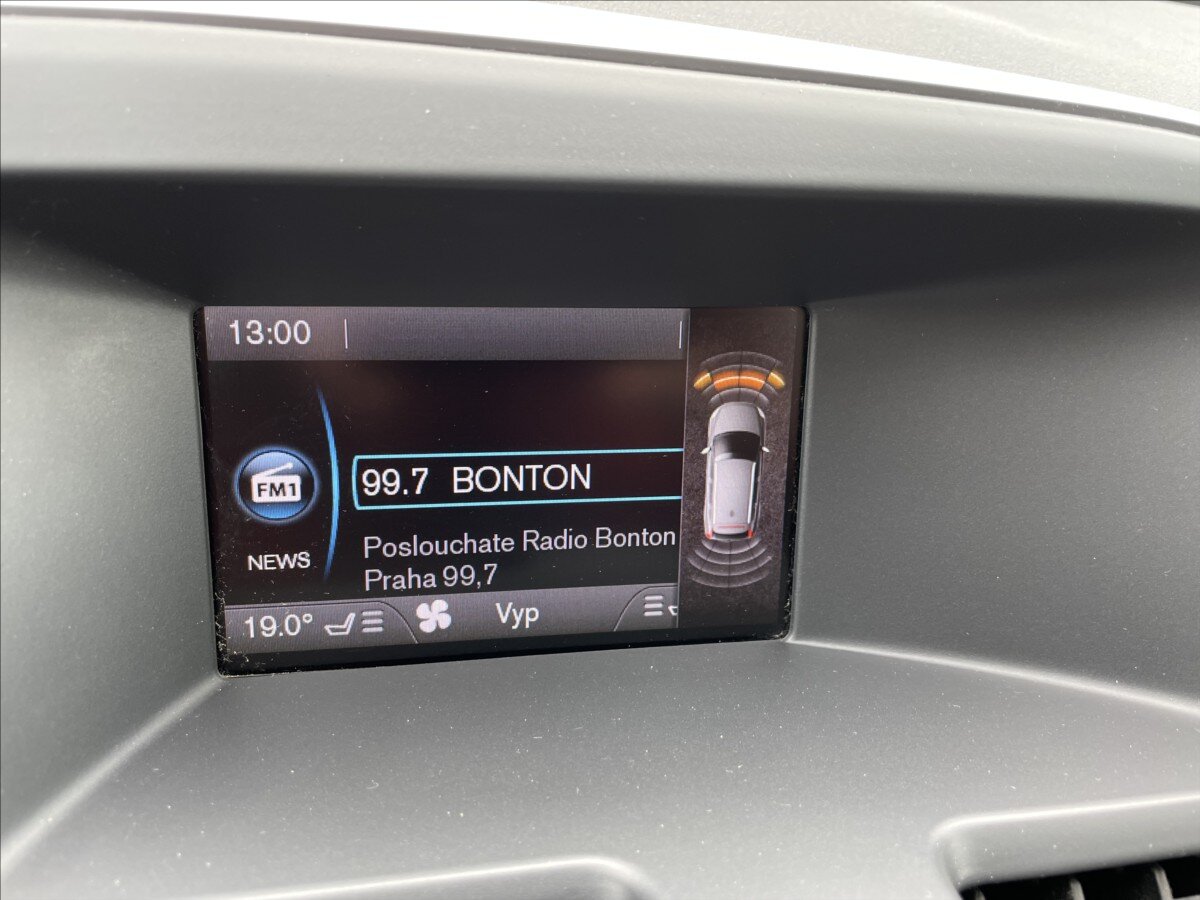 13:00
99.7 BONTON
FM1
Poslouchate Radio Bonton
NEWS
Praha 99,7
19.0°
Vyp